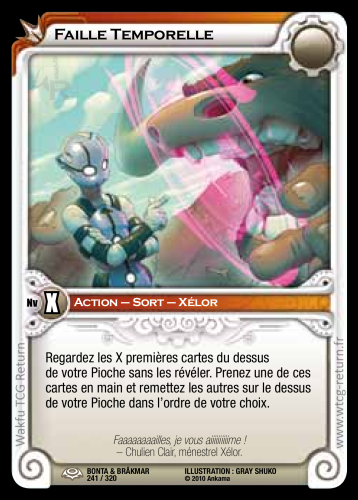 Faille Temporelle
Nv X Action – Sort – Xélor
Regardez les X premières cartes du dessus
de votre Pioche sans les révéler. Prenez une de ces
cartes en main et remettez les autres sur le dessus
de votre Pioche dans l'ordre de votre choix.
Faaaaaaailles, je vous aiiiiiiiiime !
– Chulien Clair, ménestrel Xélor.
BONTA & BRÂKMAR ILLUSTRATION : GRAY SHUKO
241 / 320 © 2010 Ankama
Wakfu TCG Return
www.wtcg-return.fr